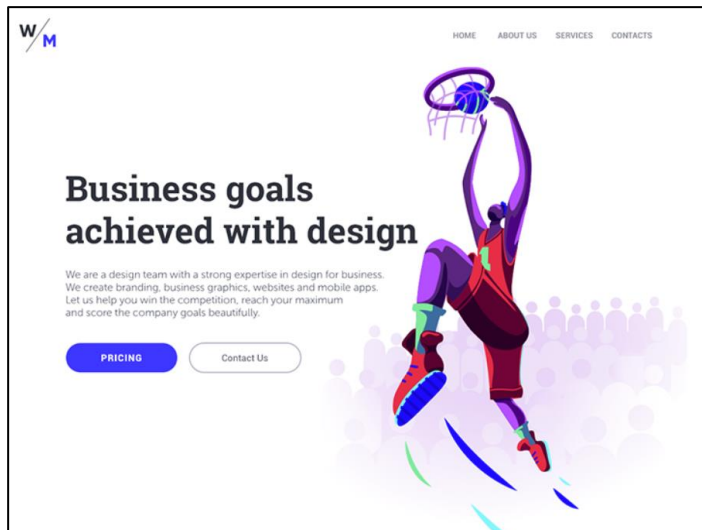 W/M
HOME ABOUT US SERVICES CONTACTS
Business goals
achieved with design
We are a design team with a strong expertise in design for business.
We create branding, business graphics, websites and mobile apps.
Let us help you win the competition, reach your maximum
and score the company goals beautifully.
PRICING Contact Us
1